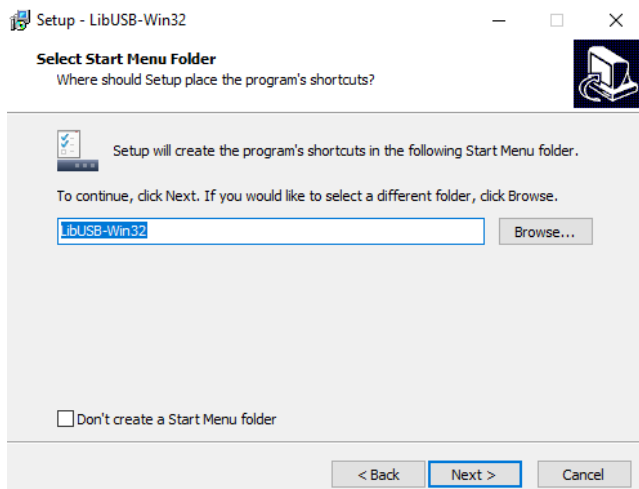 Setup - LibUSB-Win32
Select Start Menu Folder
Where should Setup place the program's shortcuts?
Setup will create the program's shortcuts in the following Start Menu folder.
To continue, click Next. If you would like to select a different folder, click Browse.
LibUSB-Win32
Browse...
Don't create a Start Menu folder
< Back
Next >
Cancel